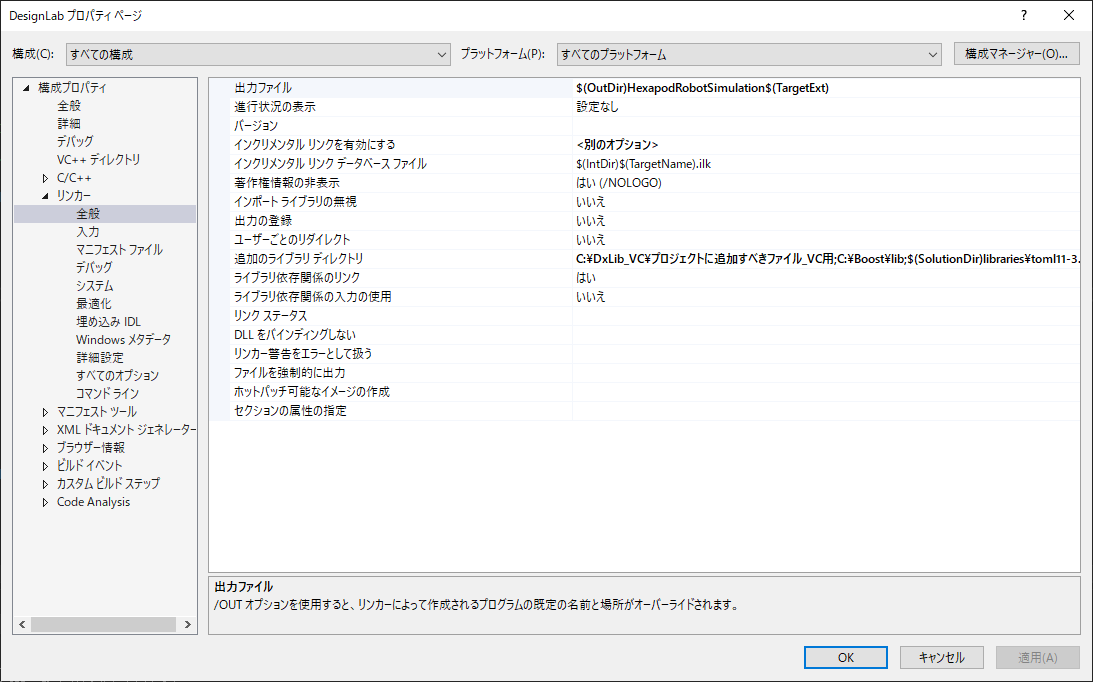 DesignLab プロパティ ページ
?
構成(C): すべての構成 プラットフォーム(P): すべてのプラットフォーム 構成マネージャー(O)...
構成プロパティ
全般
詳細
デバッグ
VC++ ディレクトリ
C/C++
リンカー
全般
入力
マニフェスト ファイル
デバッグ
システム
最適化
埋め込み IDL
Windows メタデータ
詳細設定
すべてのオプション
コマンド ライン
マニフェスト ツール
XML ドキュメント ジェネレーター
ブラウザー情報
ビルド イベント
カスタム ビルド ステップ
Code Analysis
出力ファイル $(OutDir)HexapodRobotSimulation$(TargetExt)
進行状況の表示 設定なし
バージョン
インクリメンタル リンクを有効にする <別のオプション>
インクリメンタル リンク データベース ファイル $(IntDir)$(TargetName).ilk
著作権情報の非表示 はい (/NOLOGO)
インポート ライブラリの無視 いいえ
出力の登録 いいえ
ユーザーごとのリダイレクト いいえ
追加のライブラリ ディレクトリ C:¥DxLib_VC¥プロジェクトに追加すべきファイル_VC用;C:¥Boost¥lib;$(SolutionDir)libraries¥toml11-3.
ライブラリ依存関係のリンク はい
ライブラリ依存関係の入力の使用 いいえ
リンク ステータス
DLL をバインディングしない
リンカー警告をエラーとして扱う
ファイルを強制的に出力
ホットパッチ可能なイメージの作成
セクションの属性の指定
出力ファイル
/OUT オプションを使用すると、リンカーによって作成されるプログラムの既定の名前と場所がオーバーライドされます。
OK キャンセル 適用(A)